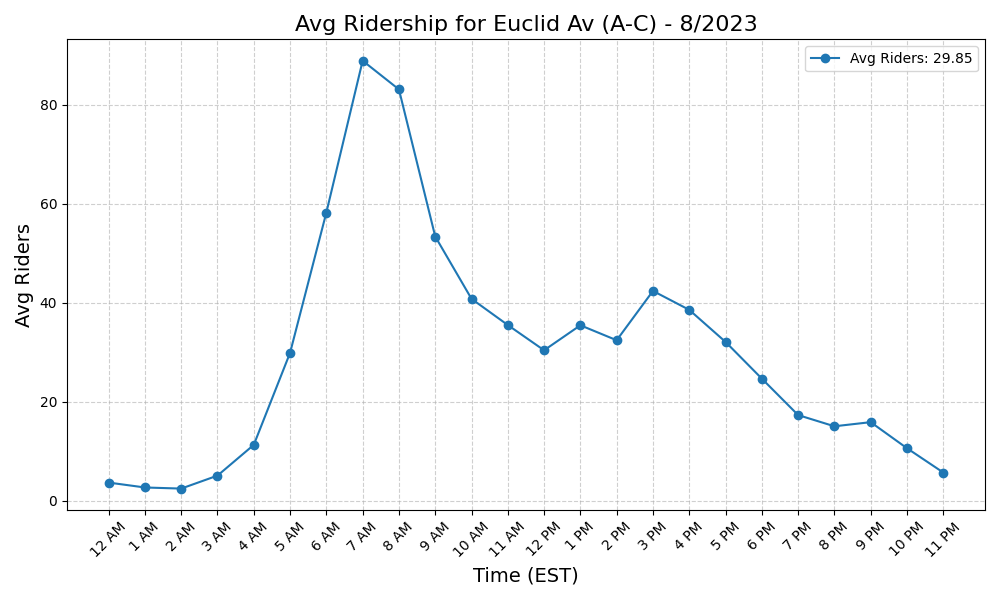 Avg Ridership for Euclid Av (A-C) - 8/2023
Avg Riders: 29.85
Avg Riders
80
60
40
20
0
12 AM
1 AM
2 AM
3 AM
4 AM
5 AM
6 AM
7 AM
8 AM
9 AM
10 AM
11 AM
12 PM
1 PM
2 PM
3 PM
4 PM
5 PM
6 PM
7 PM
8 PM
9 PM
10 PM
11 PM
Time (EST)